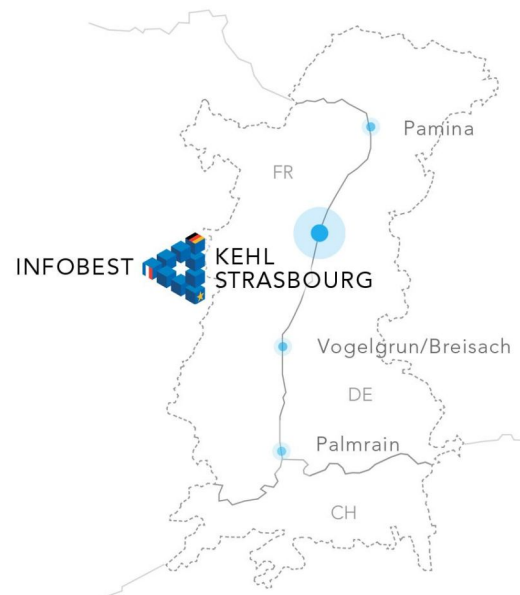 Pamina
FR
INFOBEST
KEHL
STRASBOURG
Vogelgrun/Breisach
DE
Palmrain
CH